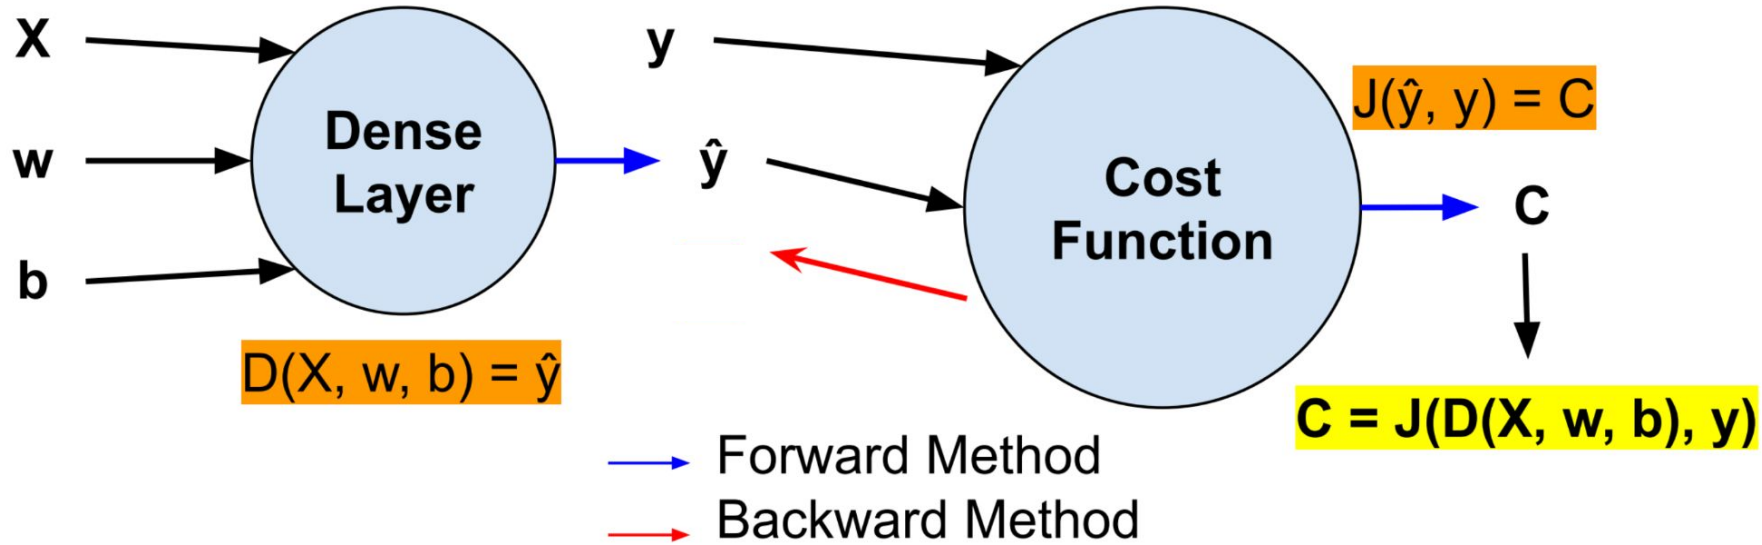 X
w
b
Dense
Layer
D(X, w, b) = ŷ
y
ŷ
Cost
Function
J(ŷ, y) = C
C
C = J(D(X, w, b), y)
Forward Method
Backward Method